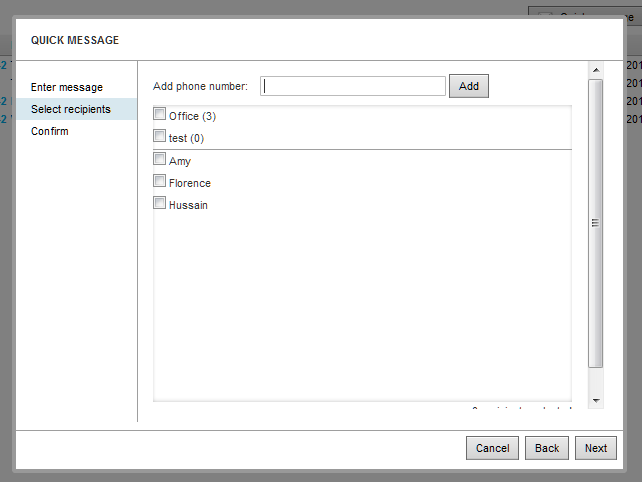 QUICK MESSAGE
Enter message
Select recipients
Confirm
Add phone number:
Add
Office (3)
test (0)
Amy
Florence
Hussain
Cancel
Back
Next